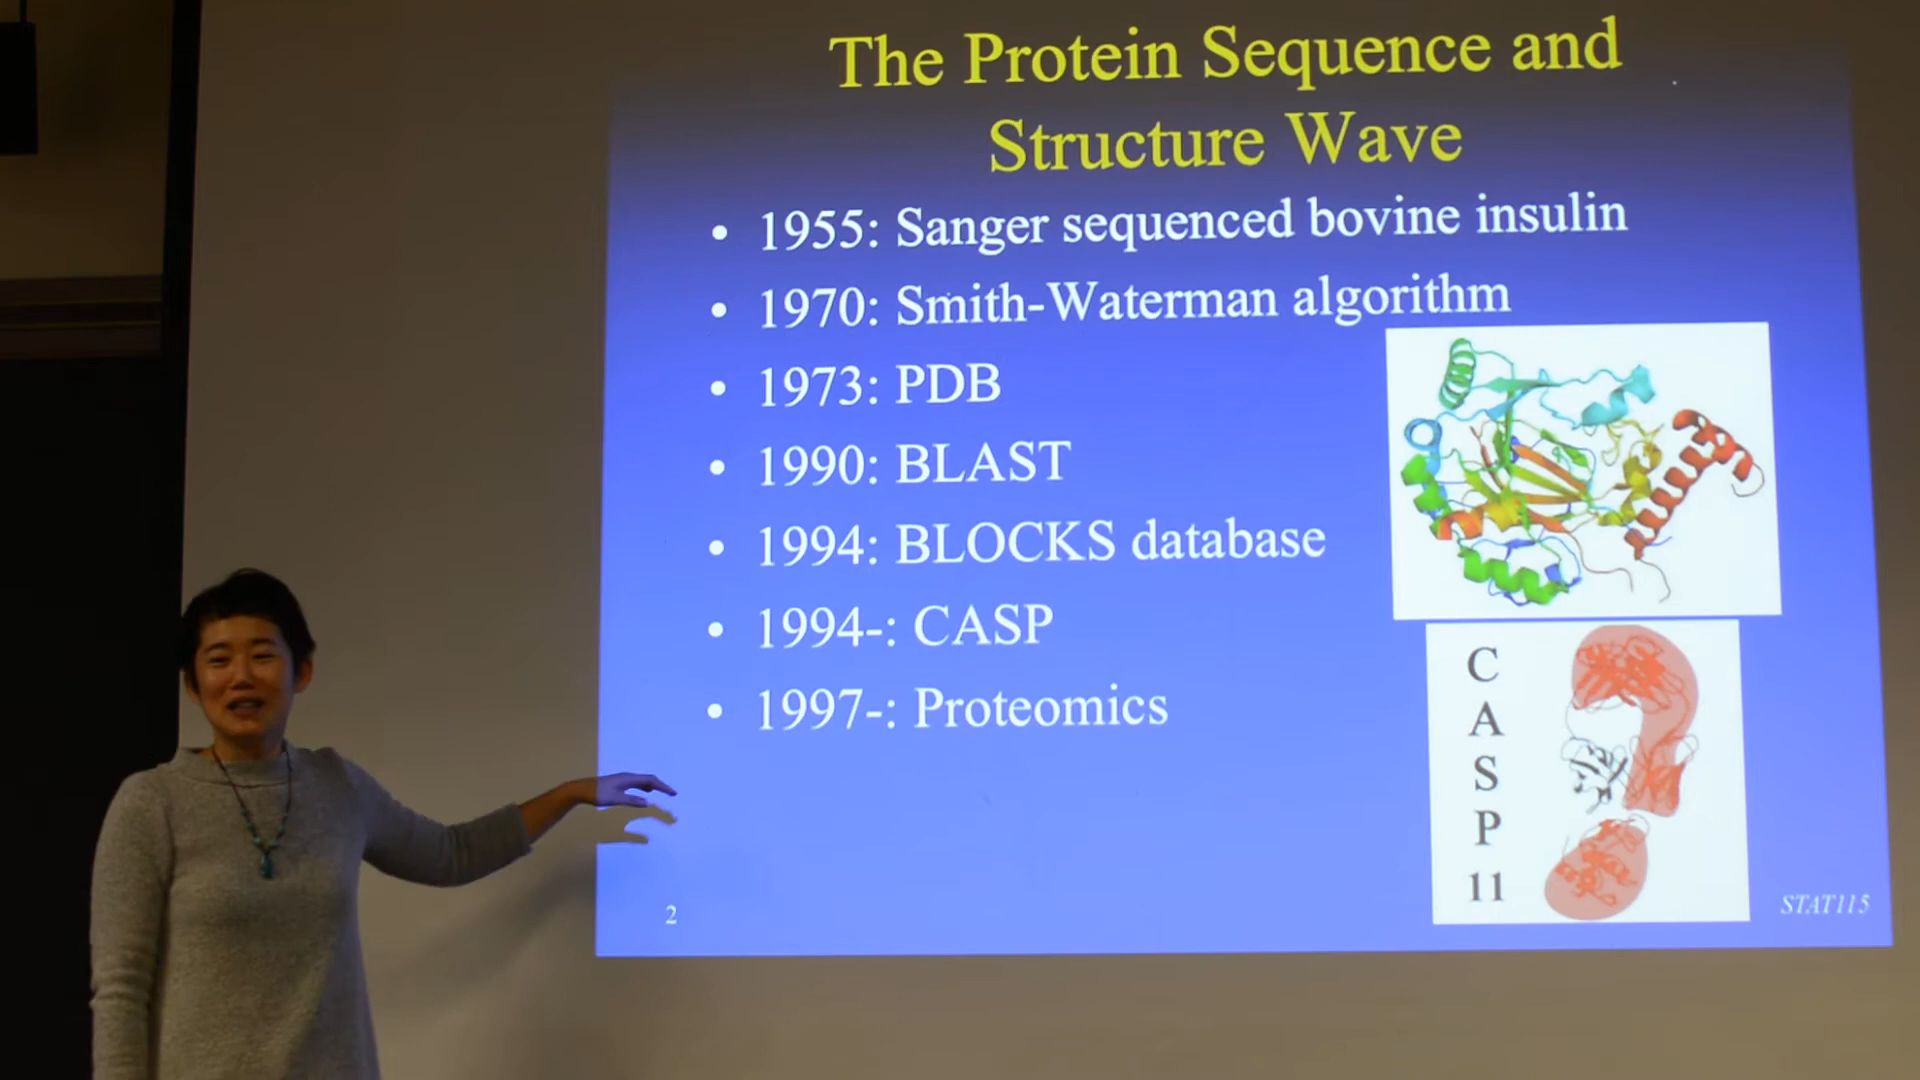 The Protein Sequence and
Structure Wave
• 1955: Sanger sequenced bovine insulin
• 1970: Smith-Waterman algorithm
• 1973: PDB
• 1990: BLAST
• 1994: BLOCKS database
• 1994-: CASP
• 1997-: Proteomics
C
A
S
P
11
2
STAT115